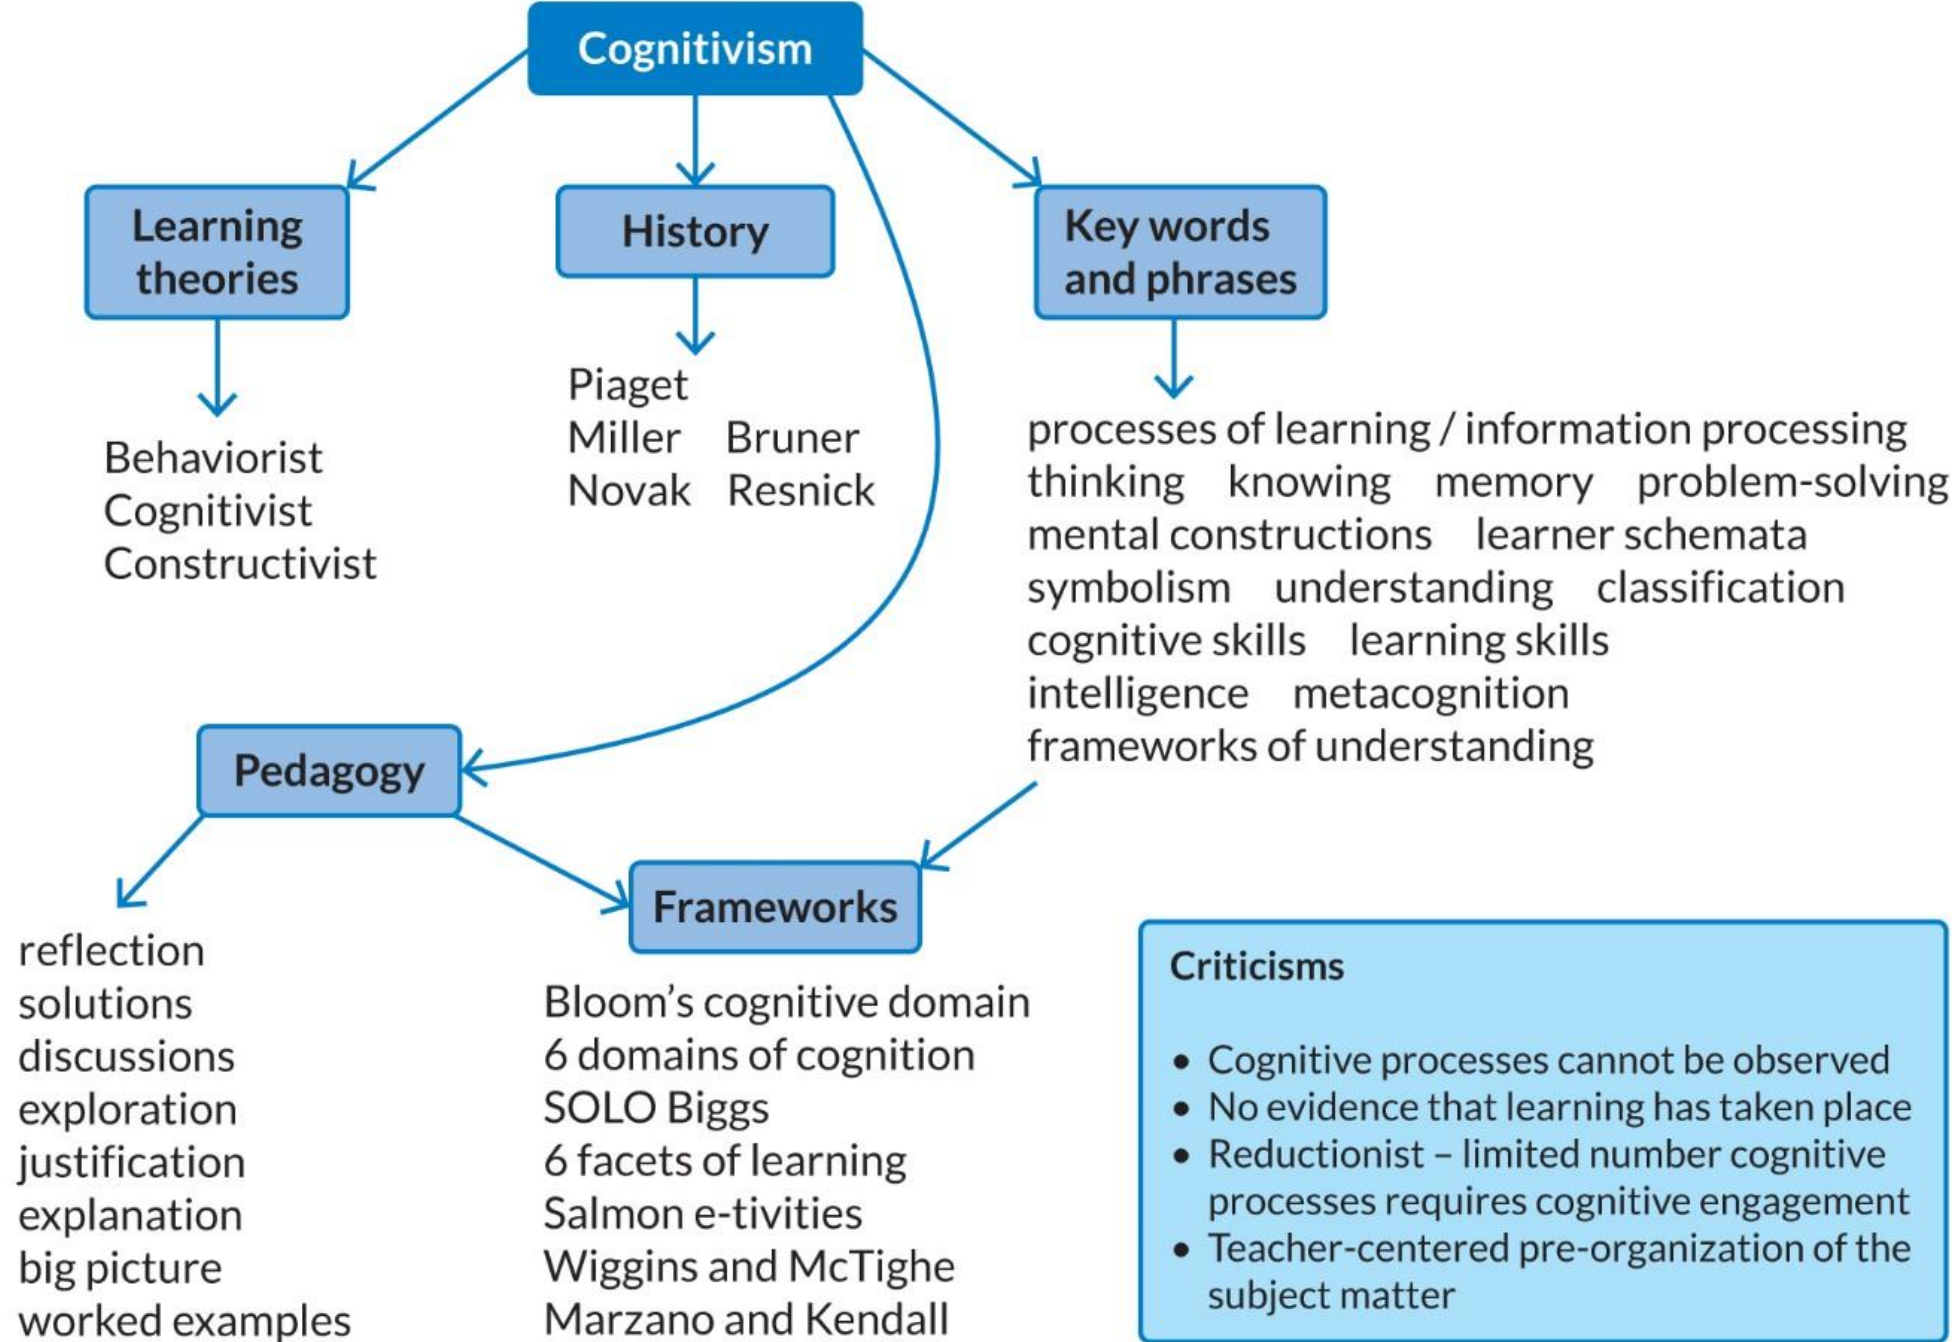 Cognitivism
Learning
theories
History
Key words
and phrases
Behaviorist
Cognitivist
Constructivist
Piaget
Miller Bruner
Novak Resnick
processes of learning / information processing
thinking knowing memory problem-solving
mental constructions learner schemata
symbolism understanding classification
cognitive skills learning skills
intelligence metacognition
frameworks of understanding
Pedagogy
reflection
solutions
discussions
exploration
justification
explanation
big picture
worked examples
Frameworks
Bloom’s cognitive domain
6 domains of cognition
SOLO Biggs
6 facets of learning
Salmon e-tivities
Wiggins and McTighe
Marzano and Kendall
Criticisms
• Cognitive processes cannot be observed
• No evidence that learning has taken place
• Reductionist – limited number cognitive
processes requires cognitive engagement
• Teacher-centered pre-organization of the
subject matter